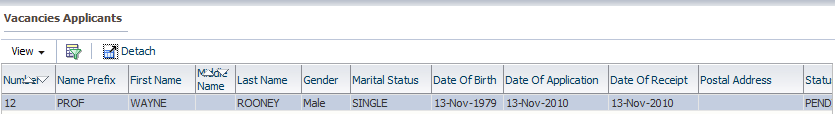 Vacancies Applicants
View Detach
Number Name Prefix First Name Middle Name Last Name Gender Marital Status Date Of Birth Date Of Application Date Of Receipt Postal Address Statu
12 PROF WAYNE ROONEY Male SINGLE 13-Nov-1979 13-Nov-2010 13-Nov-2010 PEND